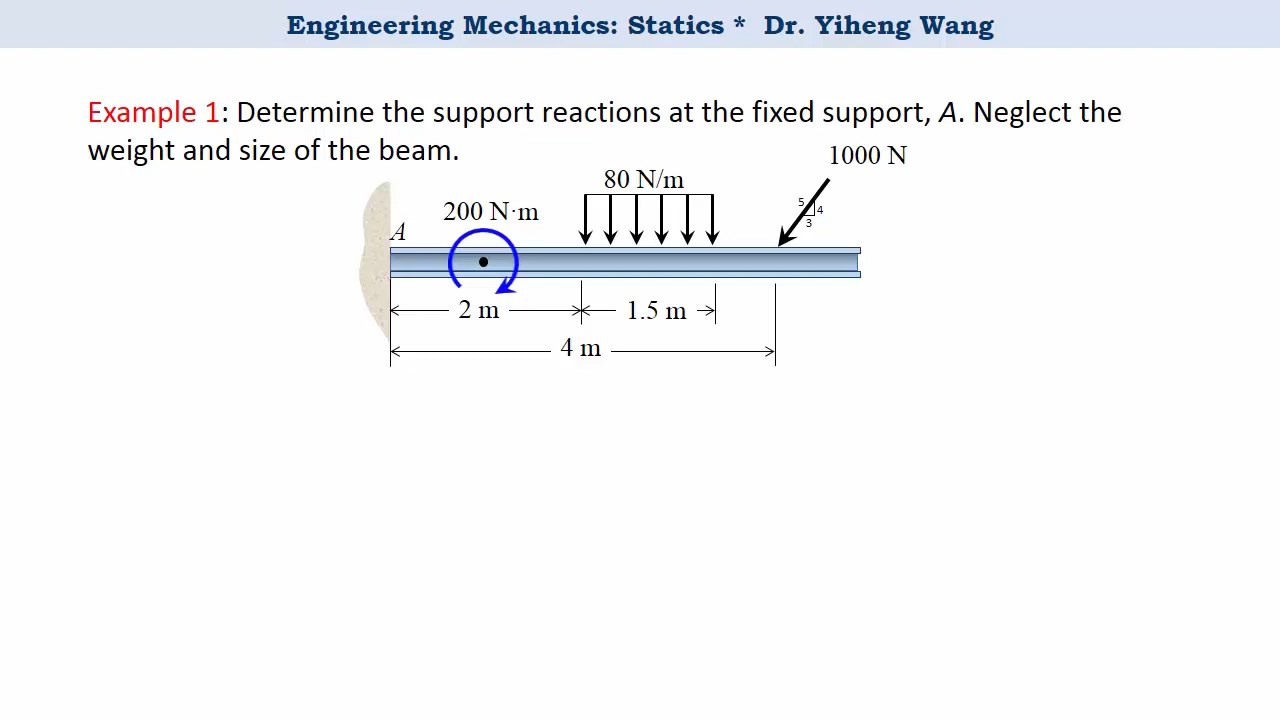 Engineering Mechanics: Statics * Dr. Yiheng Wang
Example 1: Determine the support reactions at the fixed support, A. Neglect the
weight and size of the beam.
1000 N
80 N/m
200 N·m
A
5
4
3
2 m
1.5 m
4 m